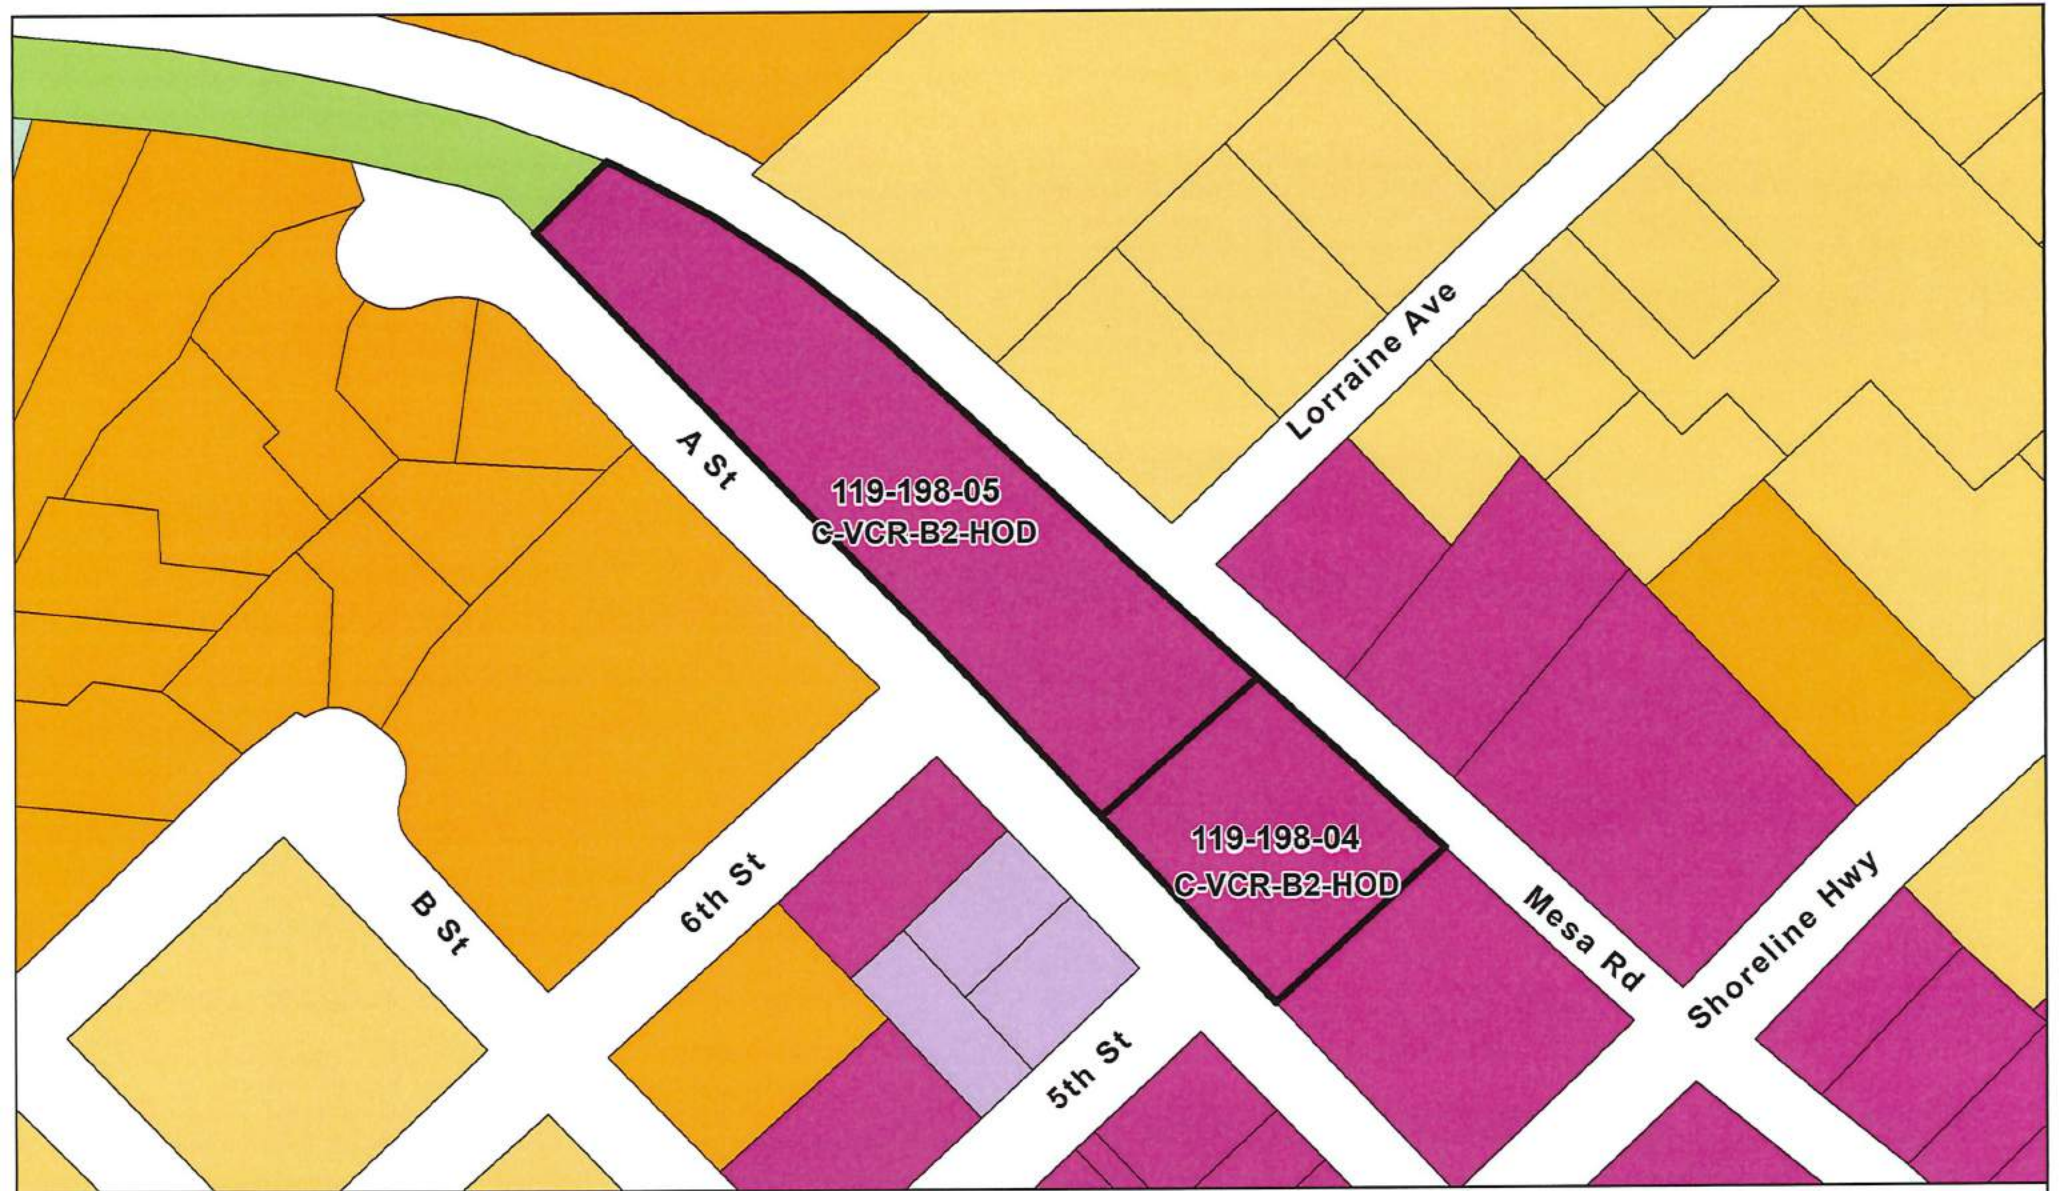 Lorraine Ave
A St
119-198-05
C-VCR-B2-HOD
119-198-04
C-VCR-B2-HOD
6th St
B St
Mesa Rd
Shoreline Hwy
5th St